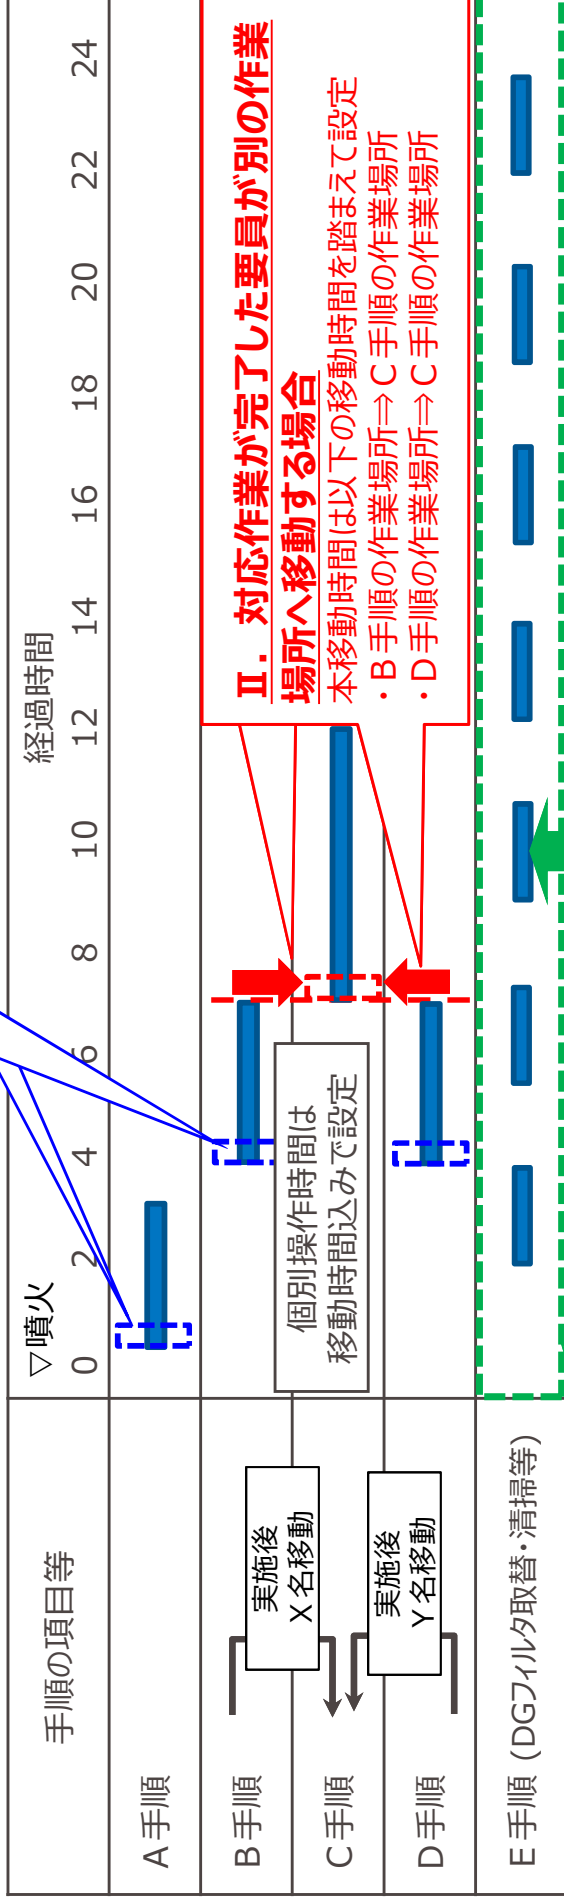 手順の項目等
経過時間
▽噴火
0 2 4 6 8 10 12 14 16 18 20 22 24
A手順
B手順
C手順
D手順
E手順（DGフィルタ取替・清掃等）
実施後
X名移動
実施後
Y名移動
個別操作時間は
移動時間込みで設定
Ⅱ．対応作業が完了した要員が別の作業
場所へ移動する場合
本移動時間は以下の移動時間を踏まえて設定
・B手順の作業場所⇒C手順の作業場所
・D手順の作業場所⇒C手順の作業場所